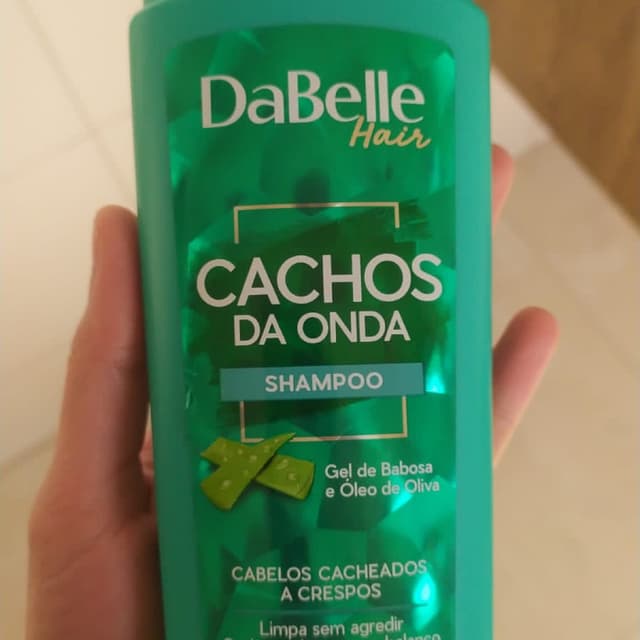 DaBelle
Hair
CACHOS
DA ONDA
SHAMPOO
Gel de Babosa
e Óleo de Oliva
CABELOS CACHEADOS
A CRESPOS
Limpa sem agredir